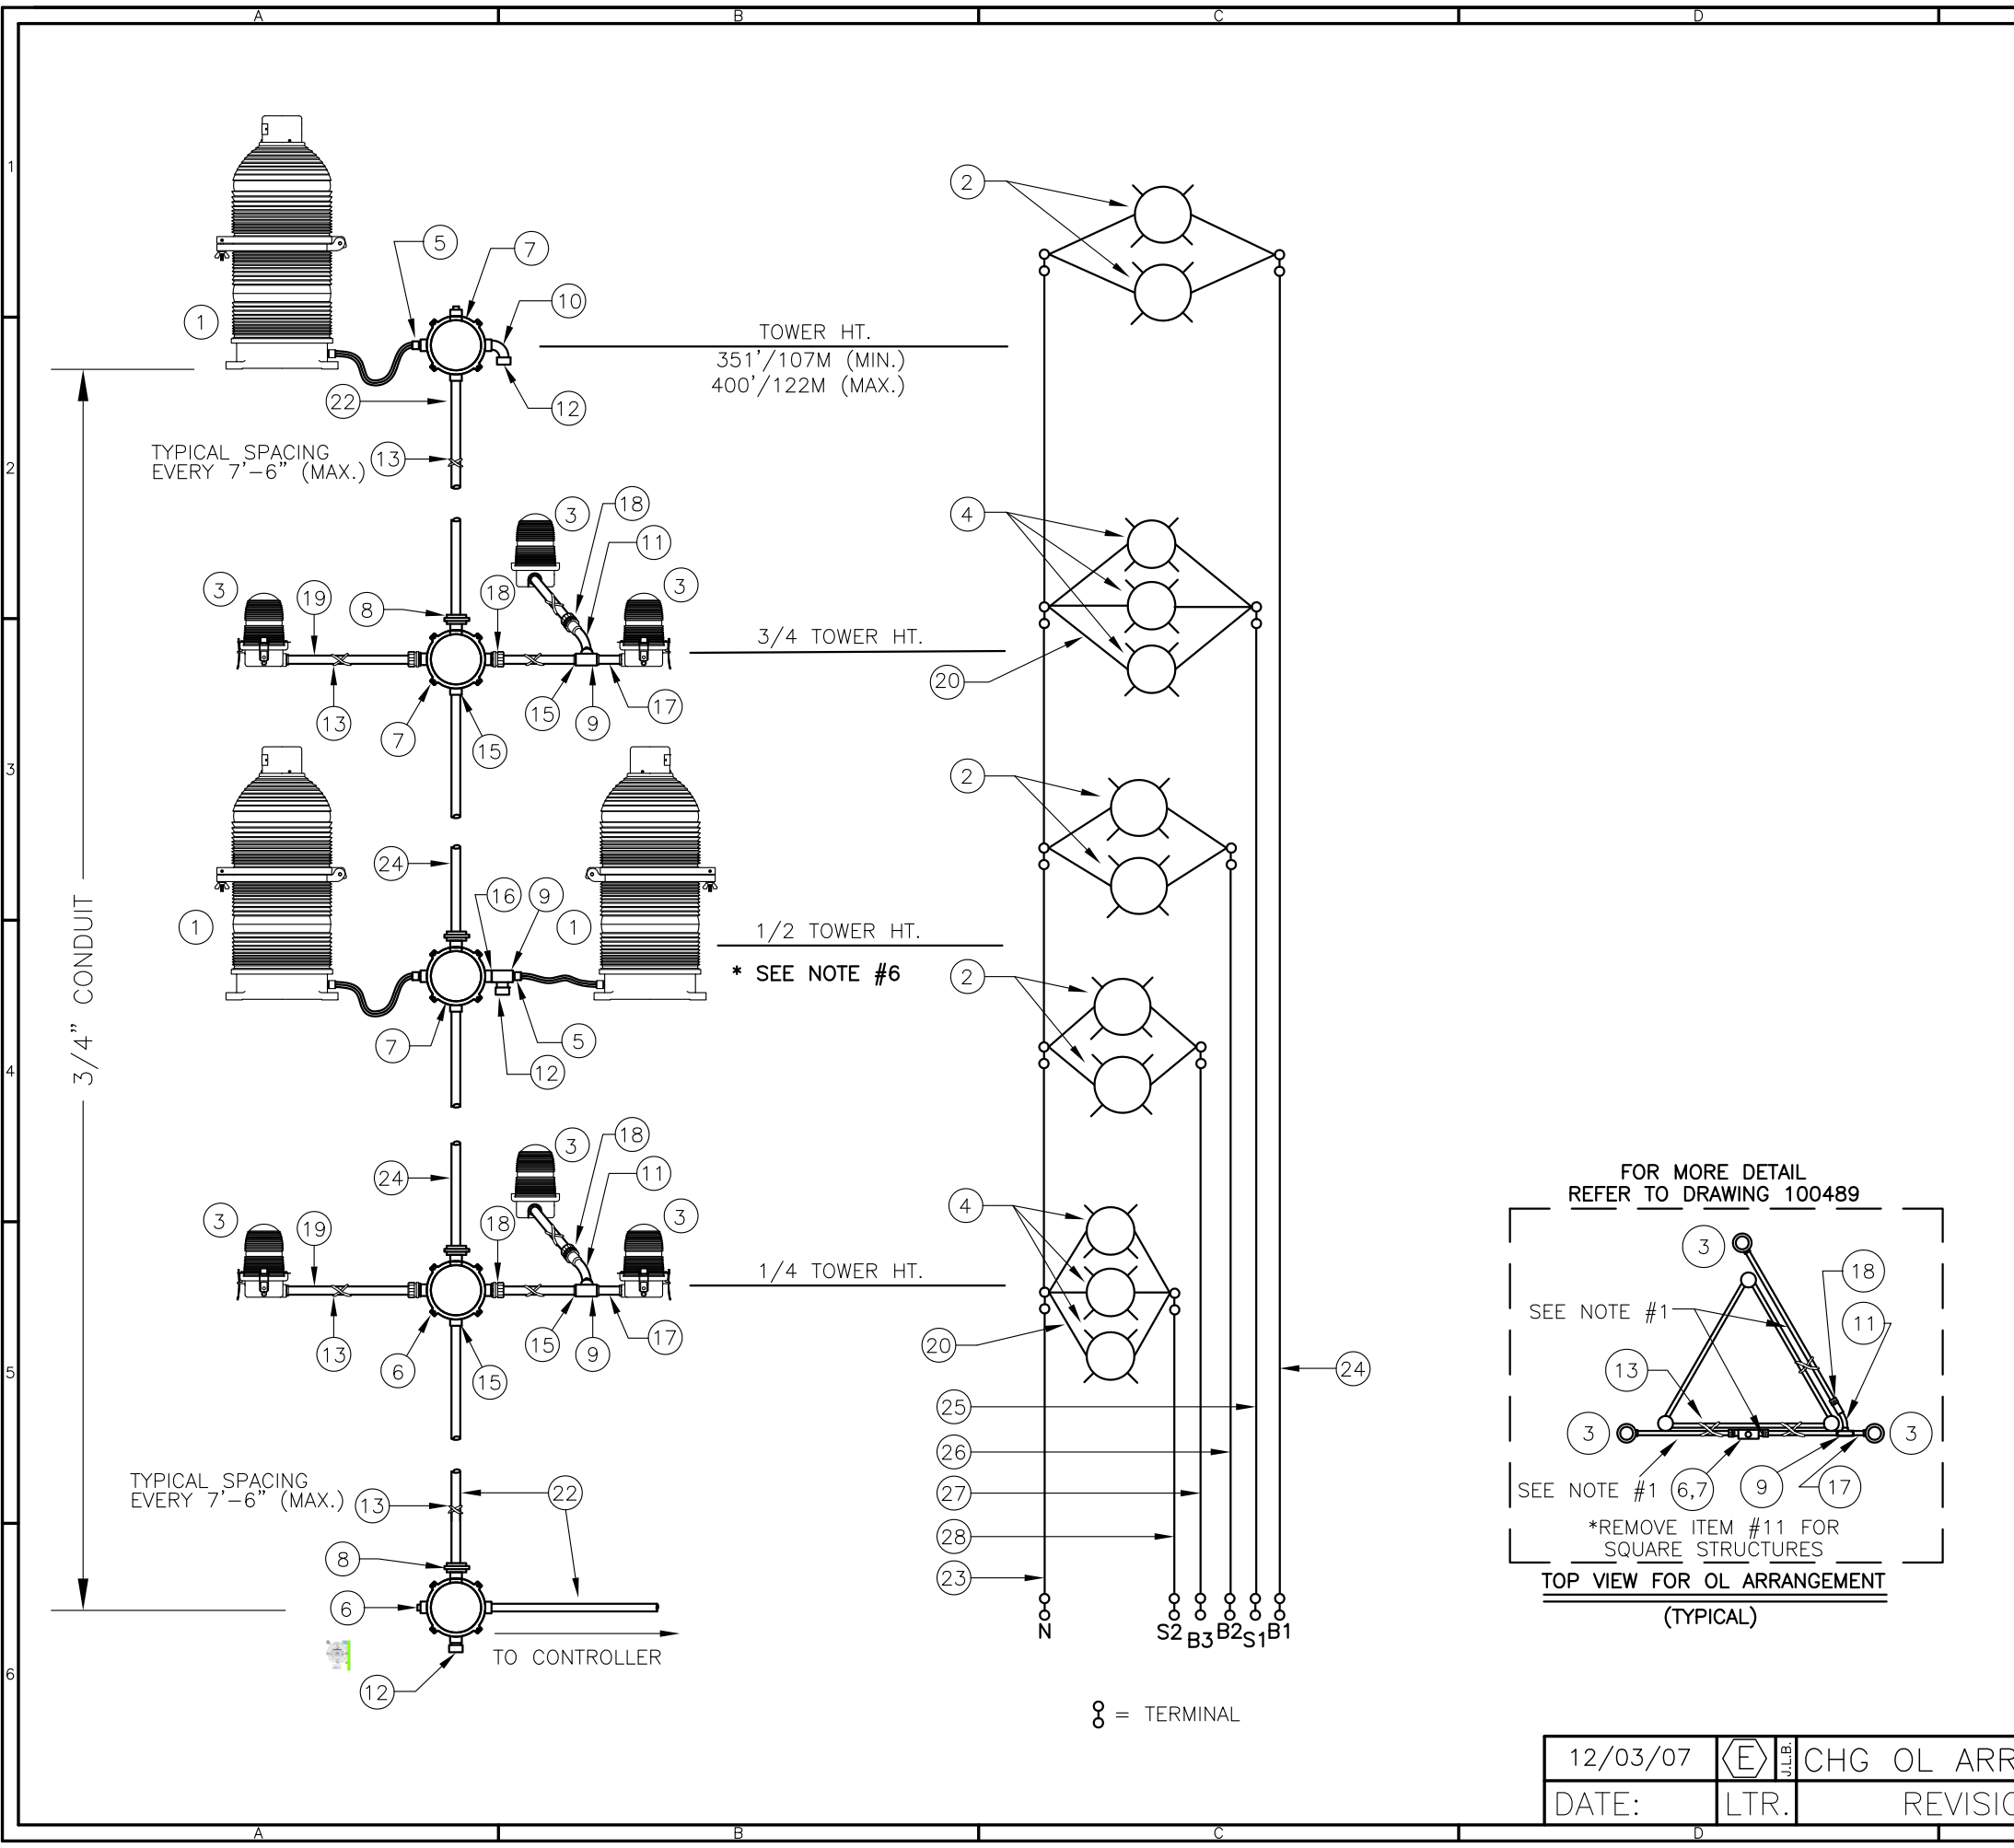 A B C D
1
2
3
4
5
6
1
5
7
10
12
22
TOWER HT.
351'/107M (MIN.)
400'/122M (MAX.)
TYPICAL SPACING
EVERY 7'-6" (MAX.)
13
3
18
11
3
19
8
18
3
3/4 TOWER HT.
13
7
15
15
9
17
24
16
9
1
1
1/2 TOWER HT.
* SEE NOTE #6
7
12
5
3/4" CONDUIT
24
3
18
11
3
19
18
3
1/4 TOWER HT.
13
6
15
15
9
17
TYPICAL SPACING
EVERY 7'-6" (MAX.)
13
22
8
6
12
TO CONTROLLER
2
4
20
2
2
4
20
24
25
26
27
28
23
N S2 B3 B2 S1 B1
= TERMINAL
FOR MORE DETAIL
REFER TO DRAWING 100489
3
18
SEE NOTE #1
11
13
3
3
SEE NOTE #1
6,7
9
17
*REMOVE ITEM #11 FOR
SQUARE STRUCTURES
TOP VIEW FOR OL ARRANGEMENT
(TYPICAL)
12/03/07 E J.L.B. CHG OL ARR
DATE: LTR. REVISIO
A B C D